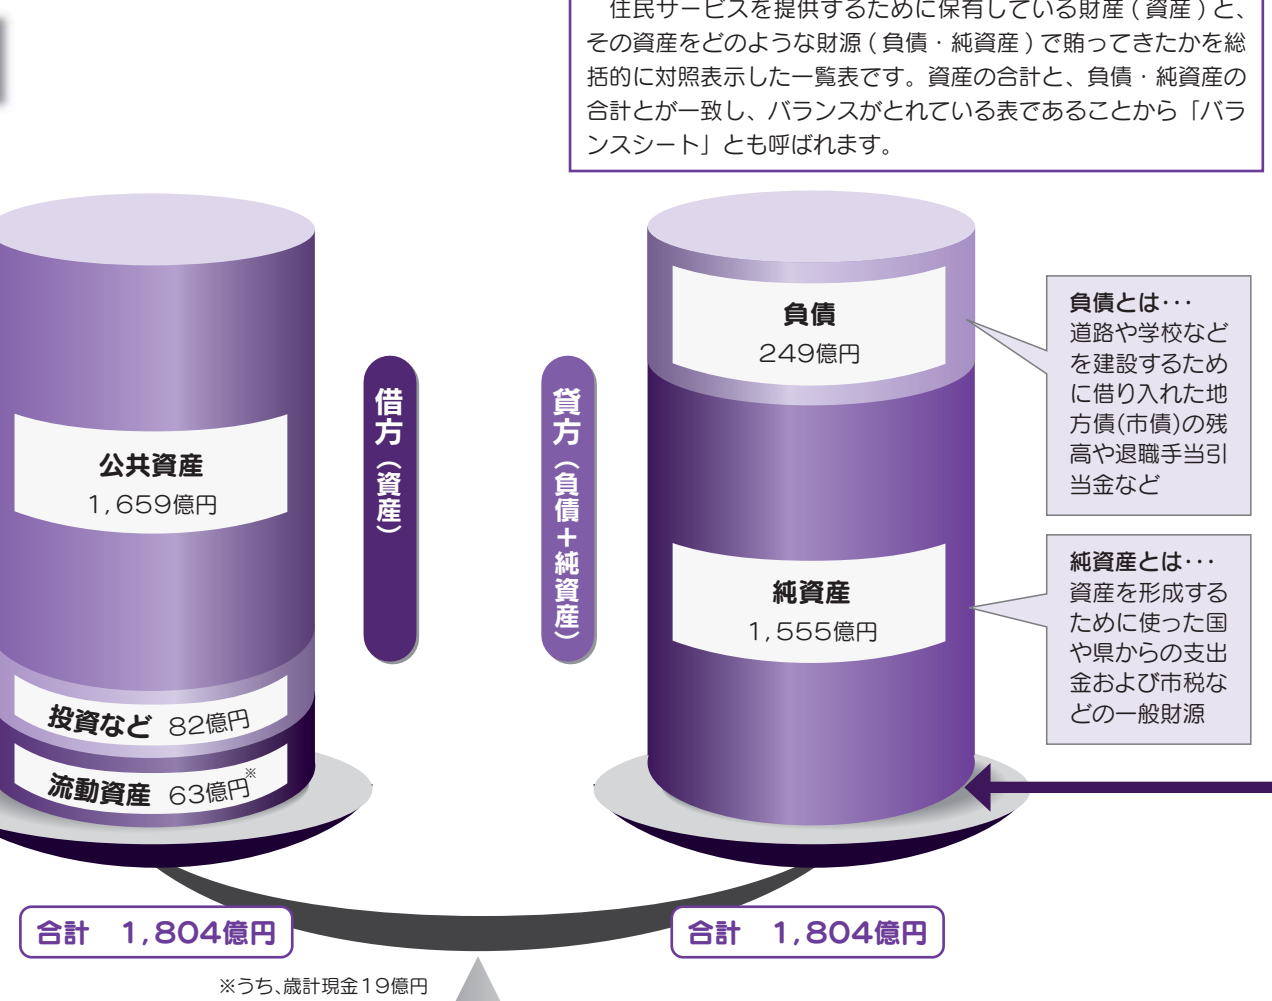 住民サービスを提供するために保有している財産(資産)と、
その資産をどのような財源(負債・純資産)で賄ってきたかを総
括的に対照表示した一覧表です。資産の合計と、負債・純資産の
合計とが一致し、バランスがとれている表であることから「バラ
ンスシート」とも呼ばれます。
公共資産
1,659億円
投資など 82億円
流動資産 63億円※
借方(資産)
貸方(負債+純資産)
負債
249億円
純資産
1,555億円
負債とは･･･
道路や学校など
を建設するため
に借り入れた地
方債(市債)の残
高や退職手当引
当金など
純資産とは･･･
資産を形成する
ために使った国
や県からの支出
金および市税な
どの一般財源
合計 1,804億円
合計 1,804億円
※うち、歳計現金19億円